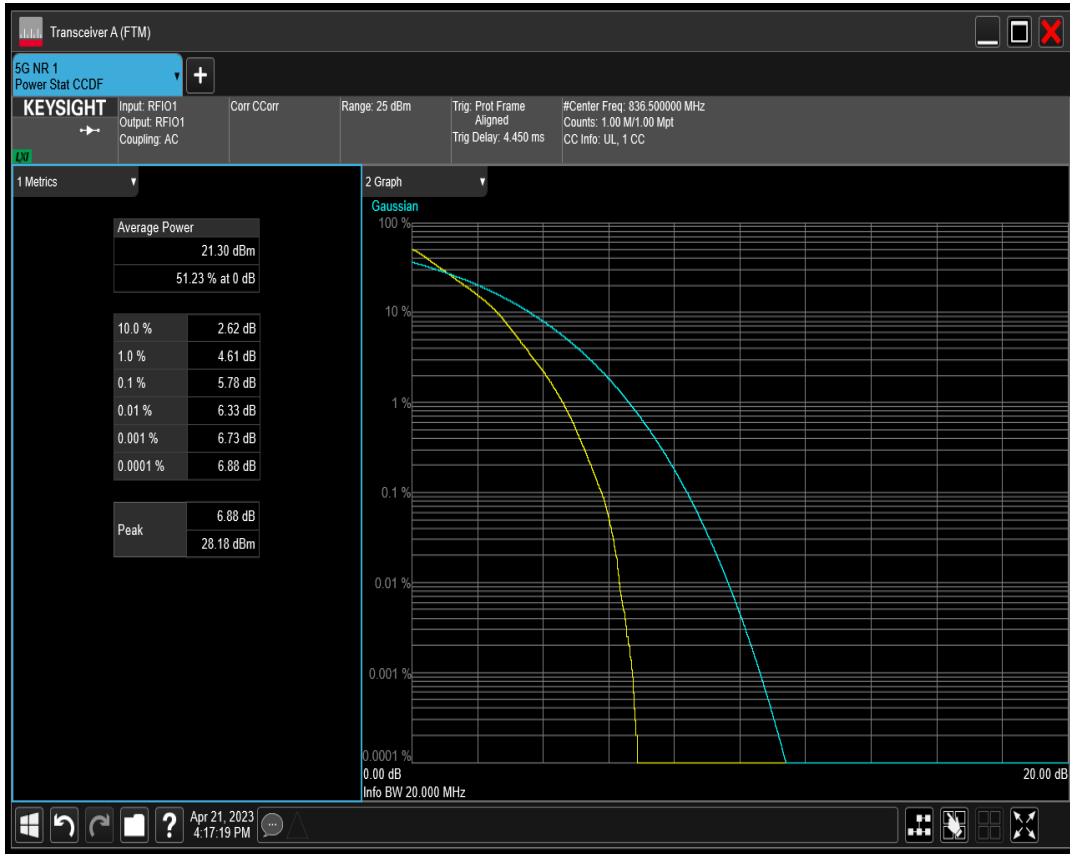 Transceiver A (FTM)
5G NR 1
Power Stat CCDF
+
KEYSIGHT
LXI
Input: RFIO1
Output: RFIO1
Coupling: AC
Corr CCorr
Range: 25 dBm
Trig: Prot Frame
Aligned
Trig Delay: 4.450 ms
#Center Freq: 836.500000 MHz
Counts: 1.00 M/1.00 Mpt
CC Info: UL, 1 CC
1 Metrics
Average Power
21.30 dBm
51.23 % at 0 dB
10.0 % 2.62 dB
1.0 % 4.61 dB
0.1 % 5.78 dB
0.01 % 6.33 dB
0.001 % 6.73 dB
0.0001 % 6.88 dB
Peak
6.88 dB
28.18 dBm
2 Graph
Gaussian
100 %
10 %
1 %
0.1 %
0.01 %
0.001 %
0.0001 %
0.00 dB 20.00 dB
Info BW 20.000 MHz
?
Apr 21, 2023
4:17:19 PM